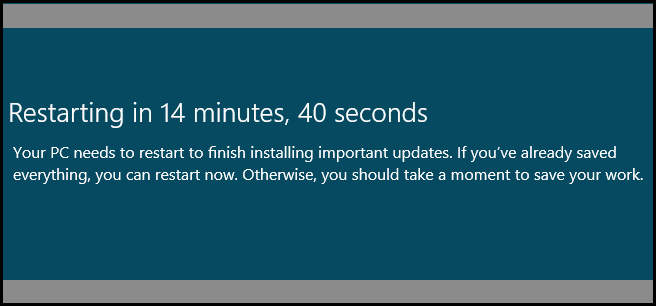 Restarting in 14 minutes, 40 seconds
Your PC needs to restart to finish installing important updates. If you’ve already saved
everything, you can restart now. Otherwise, you should take a moment to save your work.